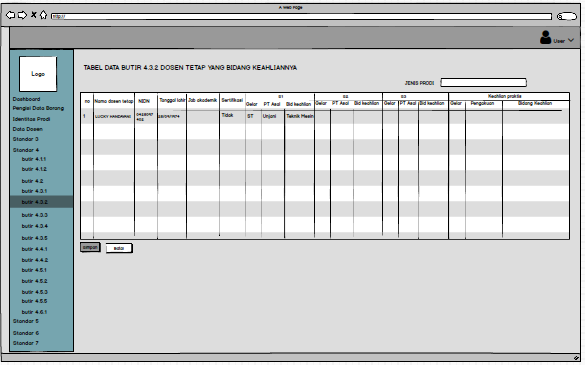 A Web Page
http://
User
Logo
Dashboard
Pengisi Data Borang
Identitas Prodi
Data Dosen
Standar 3
Standar 4
butir 4.1.1
butir 4.1.2
butir 4.2
butir 4.3.1
butir 4.3.2
butir 4.3.3
butir 4.3.4
butir 4.3.5
butir 4.4.1
butir 4.4.2
butir 4.5.1
butir 4.5.2
butir 4.5.3
butir 4.5.5
butir 4.6.1
Standar 5
Standar 6
Standar 7
TABEL DATA BUTIR 4.3.2 DOSEN TETAP YANG BIDANG KEAHLIANNYA
JENIS PRODI
S1 S2 S3 Keahlian praktis
no Nama dosen tetap NIDN Tanggal lahir Jab akademik Sertifikasi Gelar PT Asal Bid keahlian Gelar PT Asal Bid keahlian Gelar PT Asal Bid keahlian Gelar Pengakuan Bidang Keahlian
1 LUCKY HANDAYANI Tidak ST Unjani Teknik Mesin
simpan batal